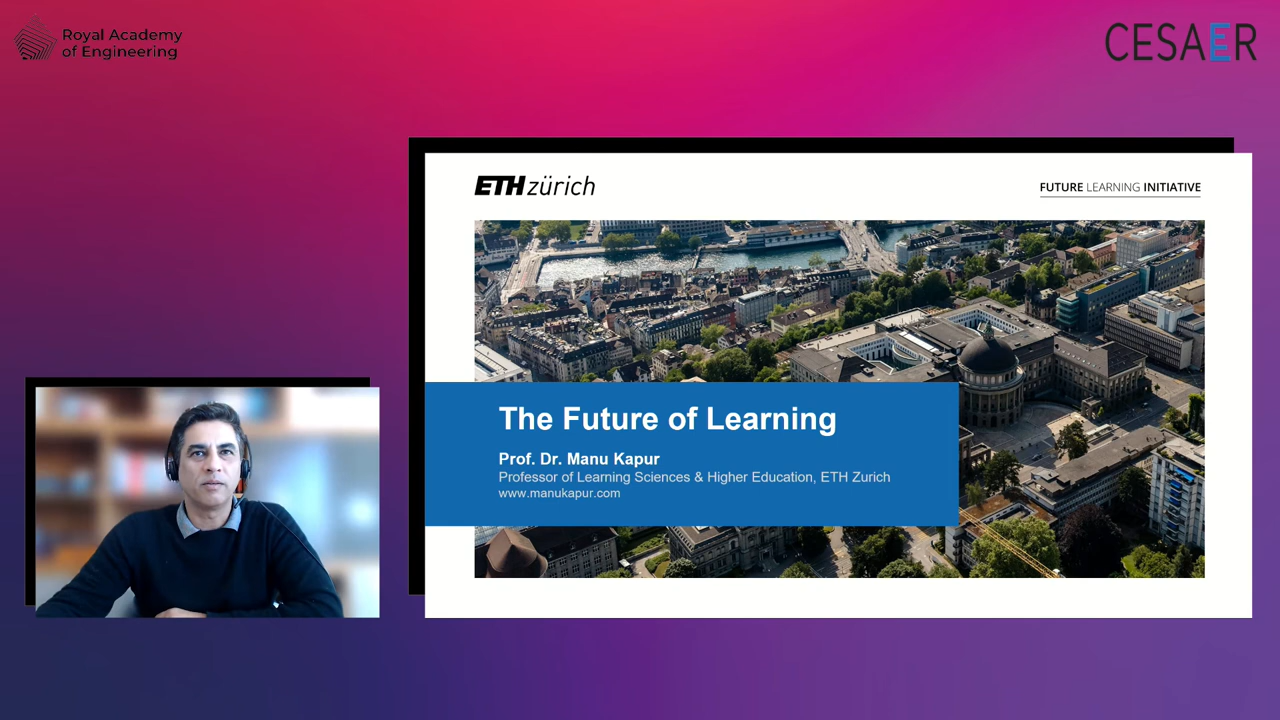 Royal Academy
of Engineering
CESAER
ETH zürich
FUTURE LEARNING INITIATIVE
The Future of Learning
Prof. Dr. Manu Kapur
Professor of Learning Sciences & Higher Education, ETH Zurich
www.manukapur.com